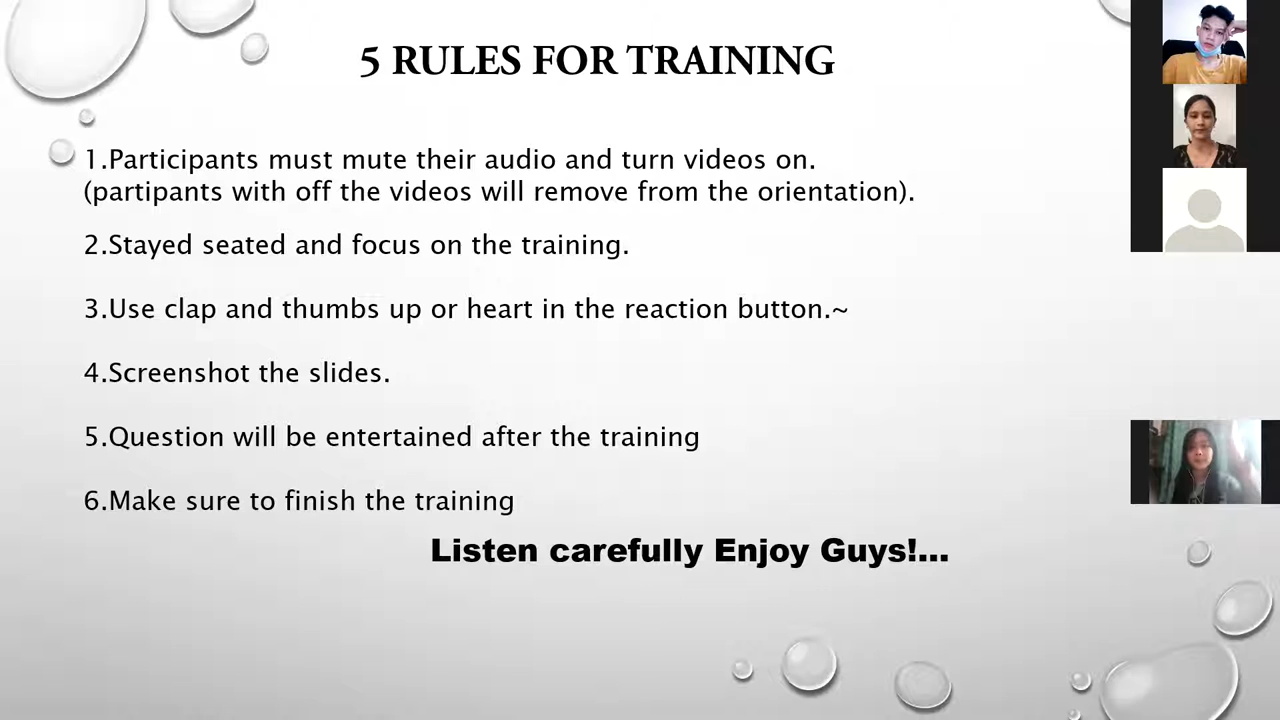 5 RULES FOR TRAINING
1.Participants must mute their audio and turn videos on.
(partipants with off the videos will remove from the orientation).
2.Stayed seated and focus on the training.
3.Use clap and thumbs up or heart in the reaction button.~
4.Screenshot the slides.
5.Question will be entertained after the training
6.Make sure to finish the training
Listen carefully Enjoy Guys!...